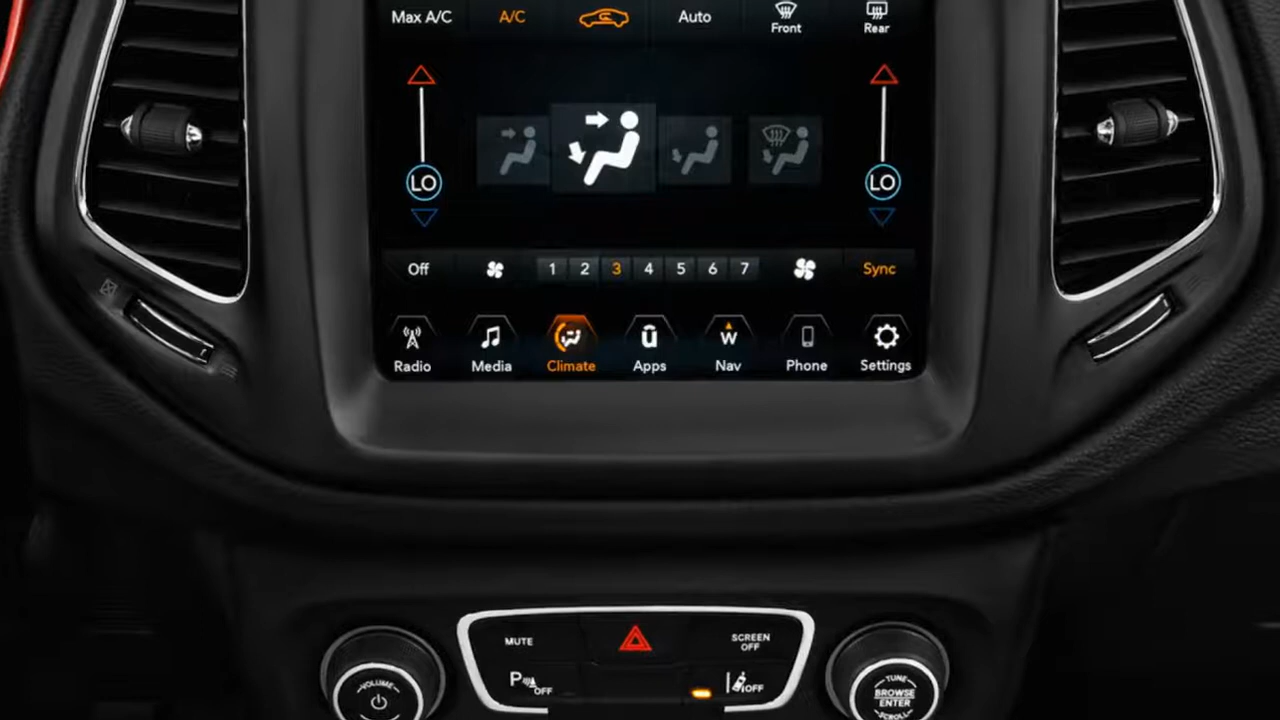 Max A/C
A/C
Auto
Front
Rear
LO
LO
Off
1 2 3 4 5 6 7
Sync
Radio
Media
Climate
u
Apps
W
Nav
Phone
Settings
MUTE
SCREEN
OFF
P
OFF
OFF
VOLUME
TUNE
BROWSE
ENTER
SCROLL